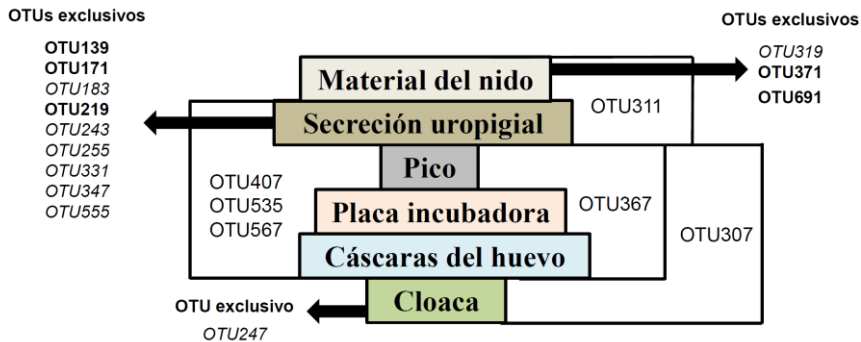 OTUs exclusivos
OTU139
OTU171
OTU183
OTU219
OTU243
OTU255
OTU331
OTU347
OTU555
OTUs exclusivos
OTU319
OTU371
OTU691
Material del nido
Secreción uropigial
Pico
Placa incubadora
Cáscaras del huevo
Cloaca
OTU311
OTU407
OTU535
OTU567
OTU367
OTU307
OTU exclusivo
OTU247